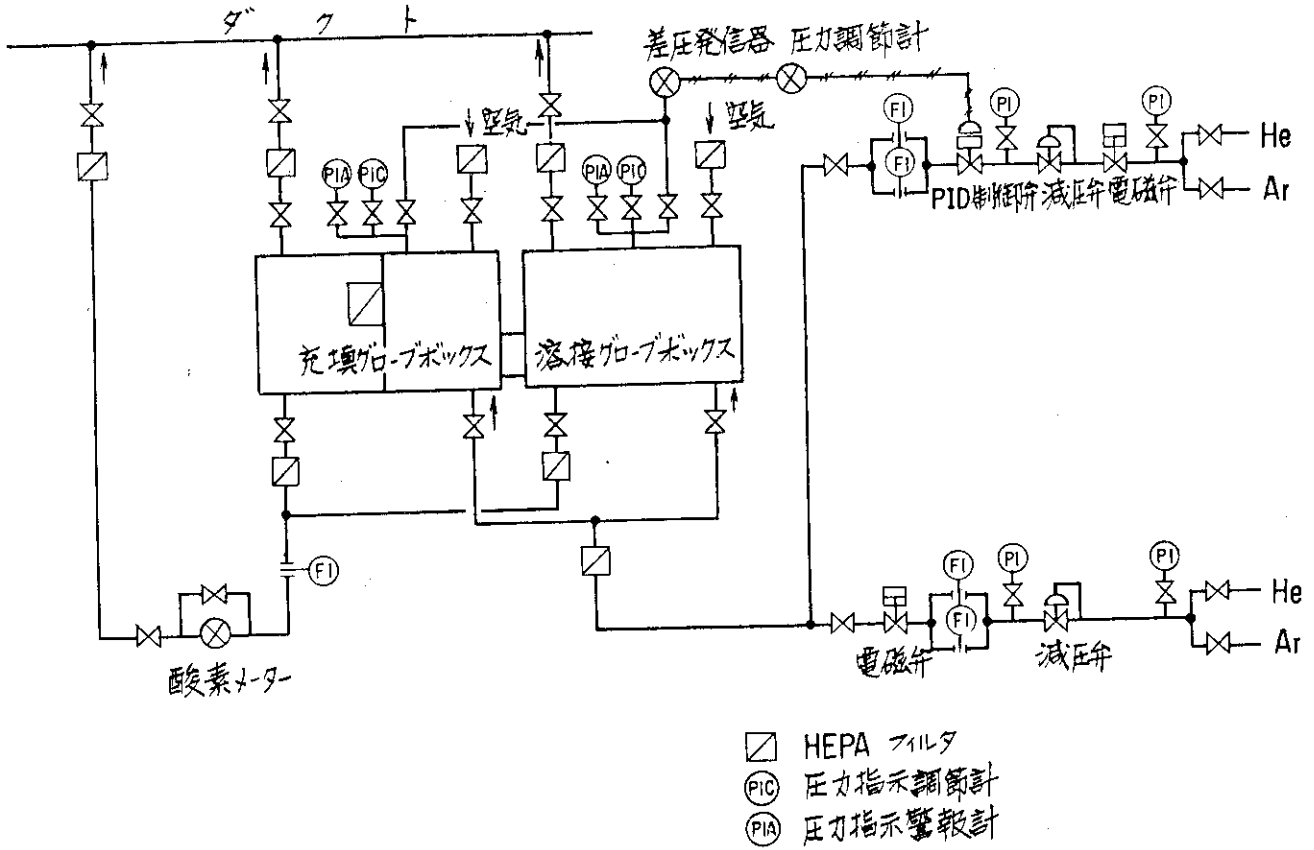 ダクト
差圧発信器 圧力調節計
空気
空気
FI
FI
PI
PI
He
Ar
PID制御弁 減圧弁 電磁弁
PIA
PIC
PIA
PIC
充填グローブボックス
溶接グローブボックス
FI
酸素メーター
FI
FI
PI
PI
He
Ar
電磁弁
減圧弁
HEPA フィルタ
PIC 圧力指示調節計
PIA 圧力指示警報計